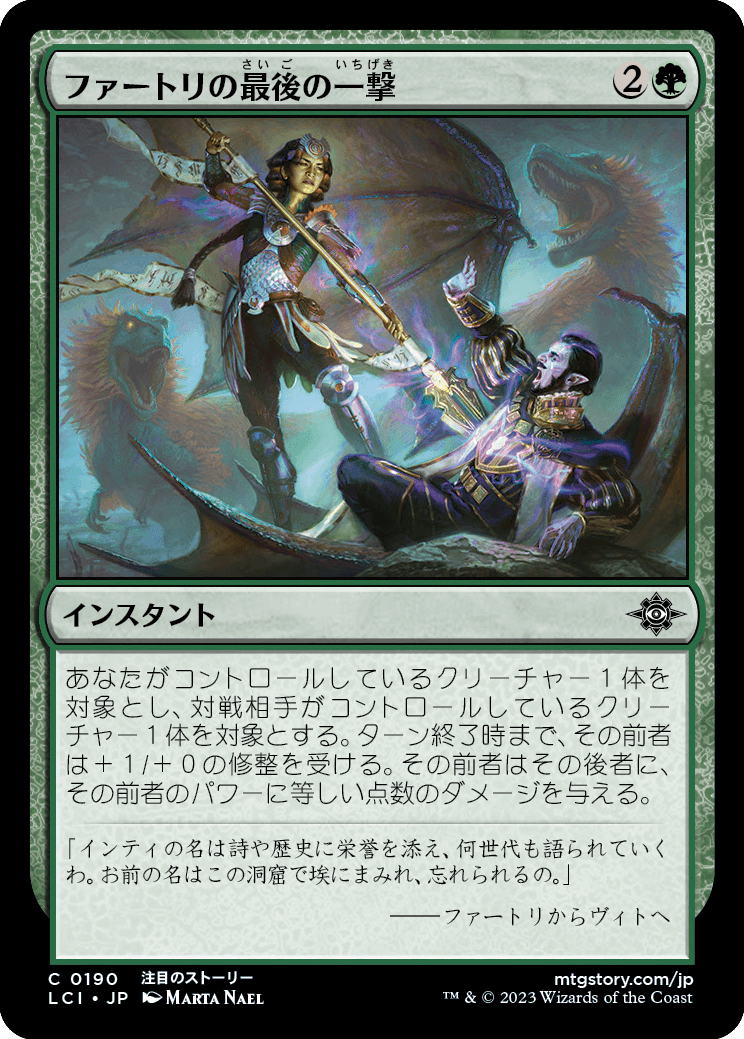 ファートリの最後の一撃
さいご いちげき
2
インスタント
あなたがコントロールしているクリーチャー１体を
対象とし、対戦相手がコントロールしているクリー
チャー１体を対象とする。ターン終了時まで、その前者
は＋１/＋０の修整を受ける。その前者はその後者に、
その前者のパワーに等しい点数のダメージを与える。
「インティの名は詩や歴史に栄誉を添え、何世代も語られていく
わ。お前の名はこの洞窟で埃にまみれ、忘れられるの。」
——ファートリからヴィトへ
C 0190 注目のストーリー
mtgstory.com/jp
LCI • JP Marta Nael
™ & © 2023 Wizards of the Coast